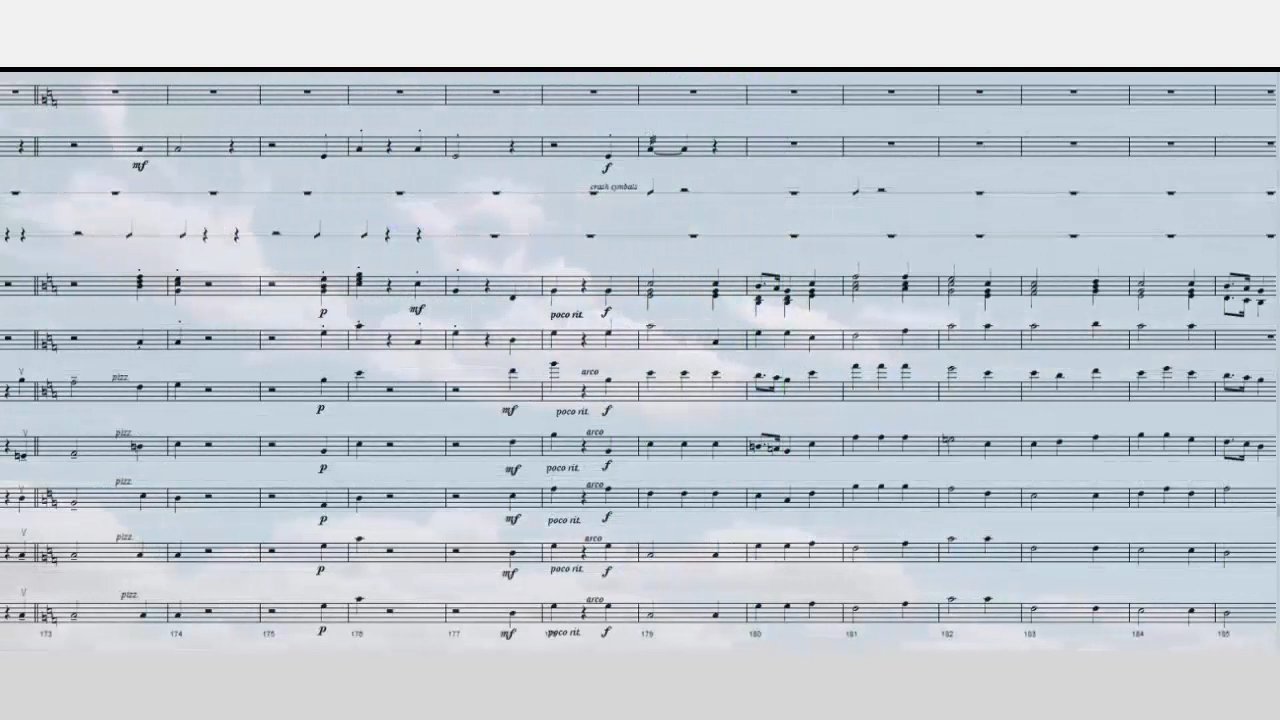 mf
f
crash cymbals
p
mf
poco rit.
f
pizz.
arco
p
mf
poco rit.
f
pizz.
arco
p
mf
poco rit.
f
pizz.
arco
p
mf
poco rit.
f
pizz.
arco
p
mf
poco rit.
f
pizz.
arco
p
mf
poco rit.
f
173 174 175 176 177 179 180 181 182 183 184 185